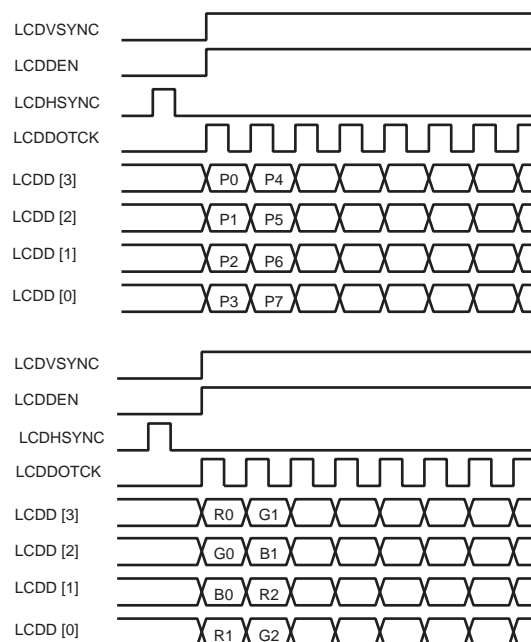 LCDVSYNC
LCDDEN
LCDHSYNC
LCDDOTCK
LCDD [3] P0 P4
LCDD [2] P1 P5
LCDD [1] P2 P6
LCDD [0] P3 P7
LCDVSYNC
LCDDEN
LCDHSYNC
LCDDOTCK
LCDD [3] R0 G1
LCDD [2] G0 B1
LCDD [1] B0 R2
LCDD [0] R1 G2